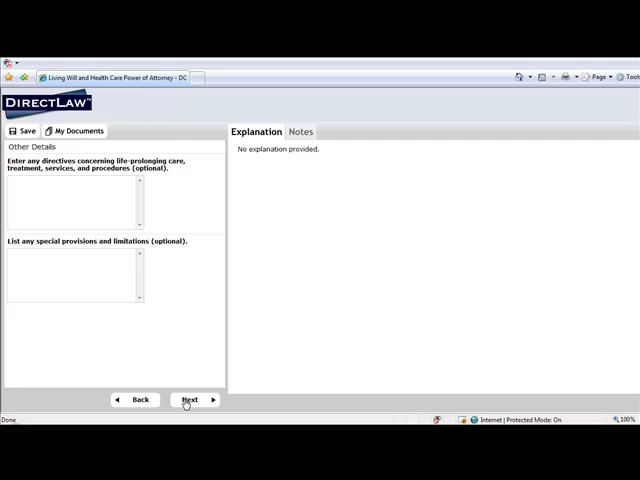 Living Will and Health Care Power of Attorney - DC
Page
Tools
DIRECTLAW™
Save
My Documents
Explanation
Notes
Other Details
No explanation provided.
Enter any directives concerning life-prolonging care,
treatment, services, and procedures (optional).
List any special provisions and limitations (optional).
Back
Next
Done
Internet | Protected Mode: On
100%